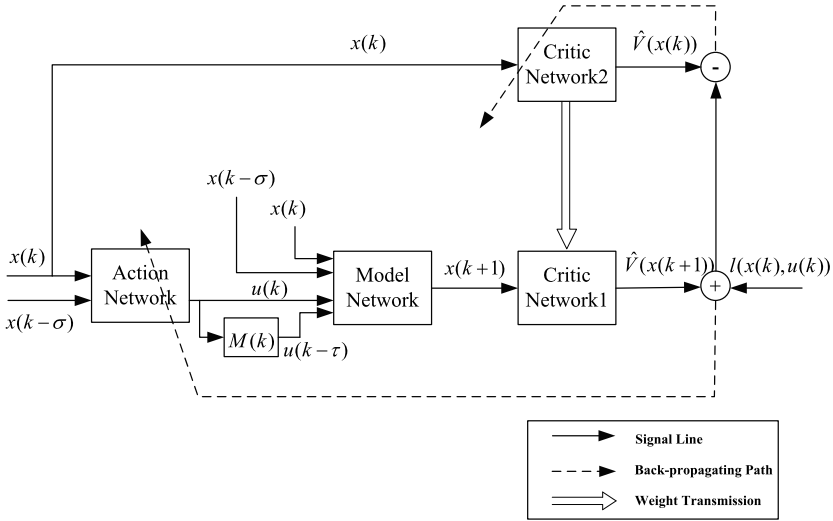 x(k)
Critic
Network2
V̂(x(k))
-
x(k−σ)
x(k)
x(k)
Action
Network
x(k−σ)
u(k)
M(k)
u(k−τ)
Model
Network
x(k+1)
Critic
Network1
V̂(x(k+1))
+
l(x(k),u(k))
Signal Line
Back-propagating Path
Weight Transmission